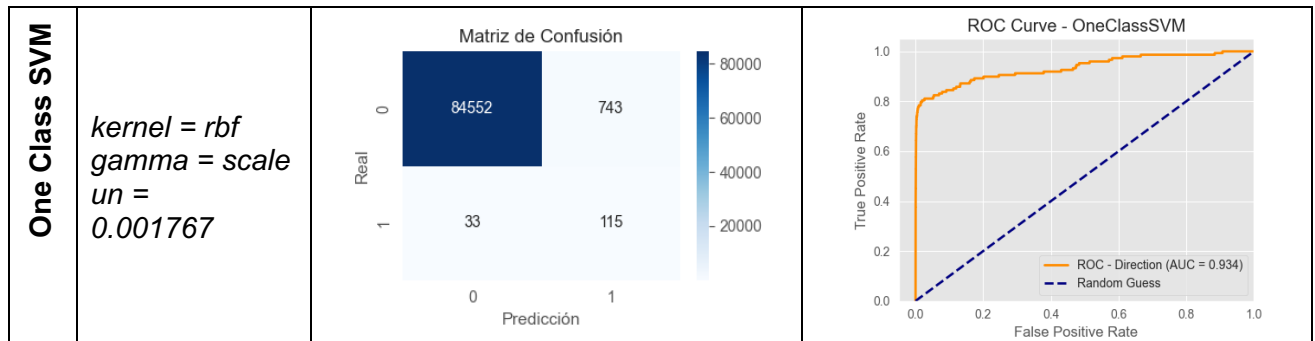 One Class SVM
kernel = rbf
gamma = scale
un =
0.001767
Matriz de Confusión
0
84552
743
1
33
115
0
1
Real
Predicción
80000
60000
40000
20000
ROC Curve - OneClassSVM
1.0
0.8
0.6
0.4
0.2
0.0
True Positive Rate
ROC - Direction (AUC = 0.934)
Random Guess
0.0
0.2
0.4
0.6
0.8
1.0
False Positive Rate